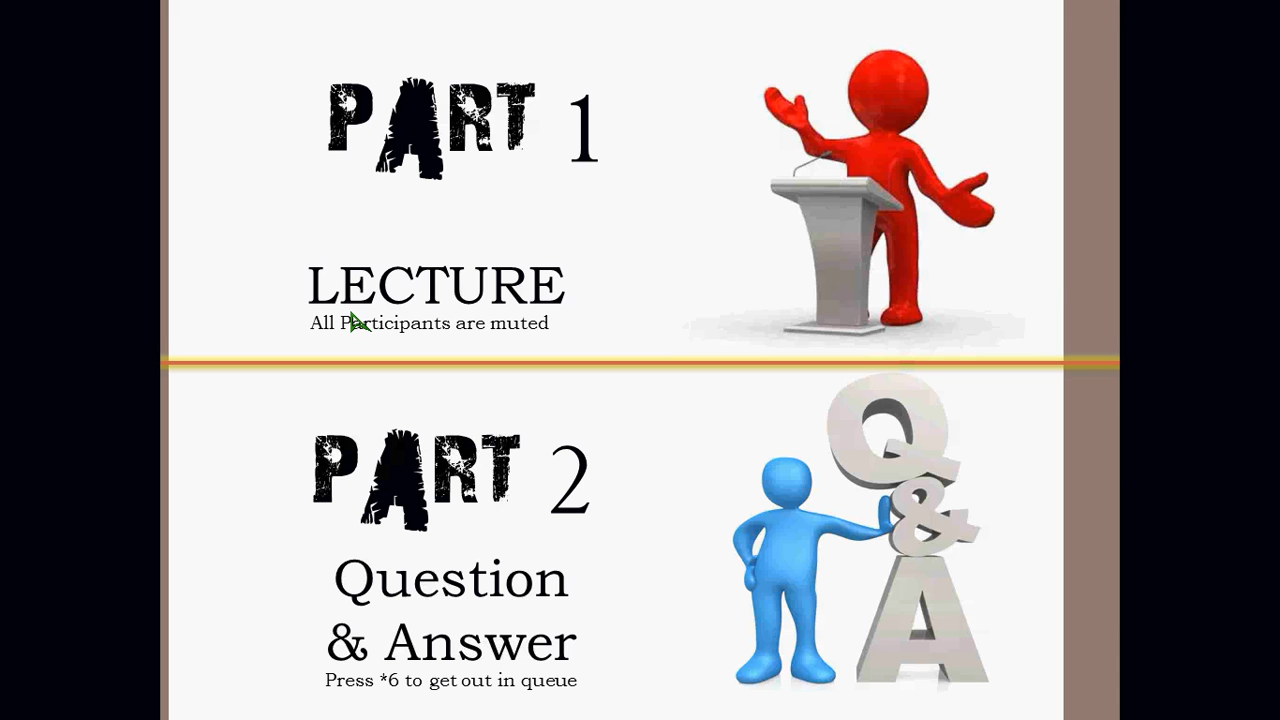 PART 1
LECTURE
All Participants are muted
PART 2
Question
& Answer
Press *6 to get out in queue
Q
&
A